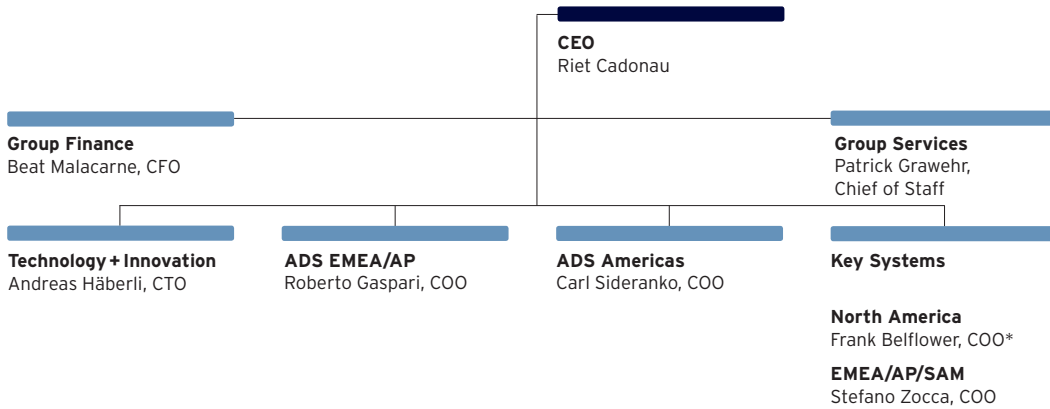 CEO
Riet Cadonau
Group Finance
Beat Malacarne, CFO
Group Services
Patrick Grawehr,
Chief of Staff
Technology + Innovation
Andreas Häberli, CTO
ADS EMEA/AP
Roberto Gaspari, COO
ADS Americas
Carl Sideranko, COO
Key Systems
North America
Frank Belflower, COO*
EMEA/AP/SAM
Stefano Zocca, COO